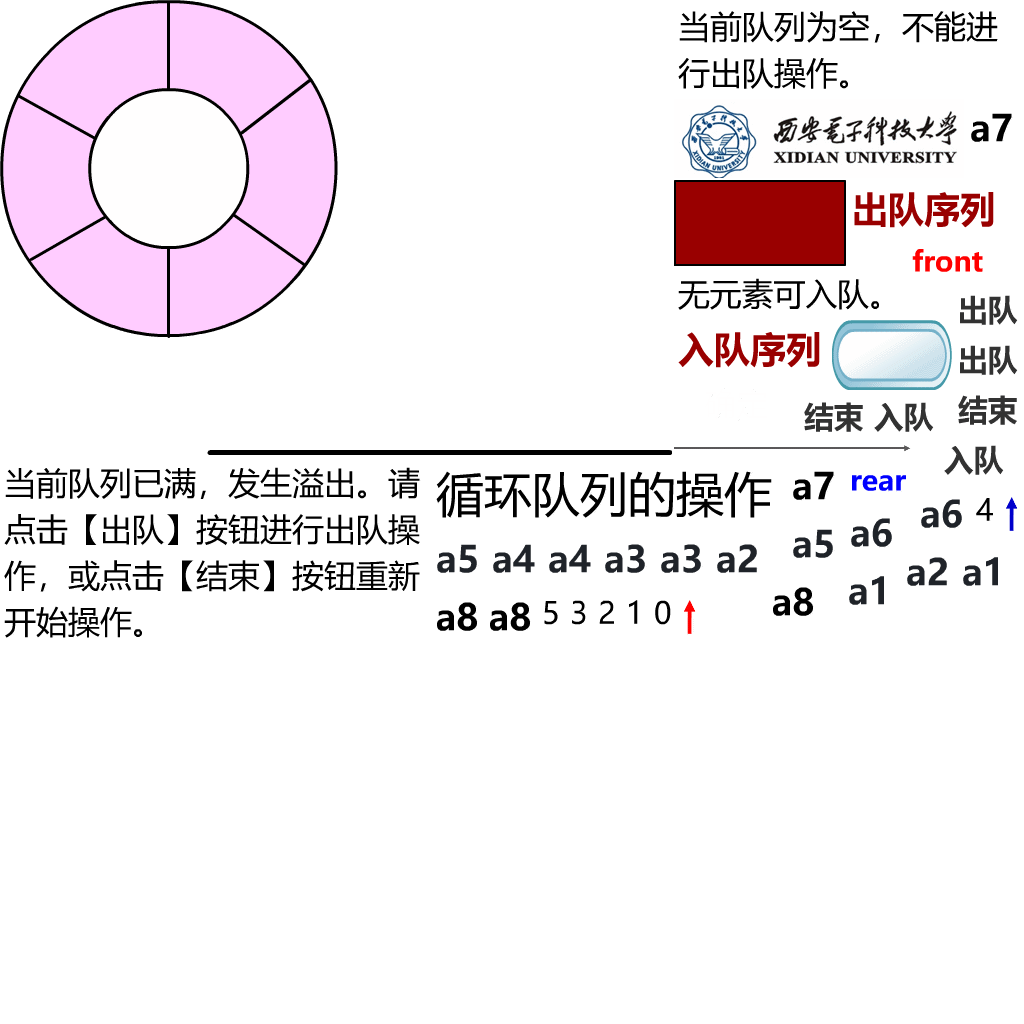 当前队列为空，不能进
行出队操作。
西安电子科技大学
XIDIAN UNIVERSITY
a7
出队序列
front
无元素可入队。
出队
入队序列
出队
结束 入队
结束
入队
当前队列已满，发生溢出。请
点击【出队】按钮进行出队操
作，或点击【结束】按钮重新
开始操作。
循环队列的操作
a7
rear
a6
4
a5 a6
a5 a4 a4 a3 a3 a2
a2 a1
a1
a8 a8 5 3 2 1 0
a8